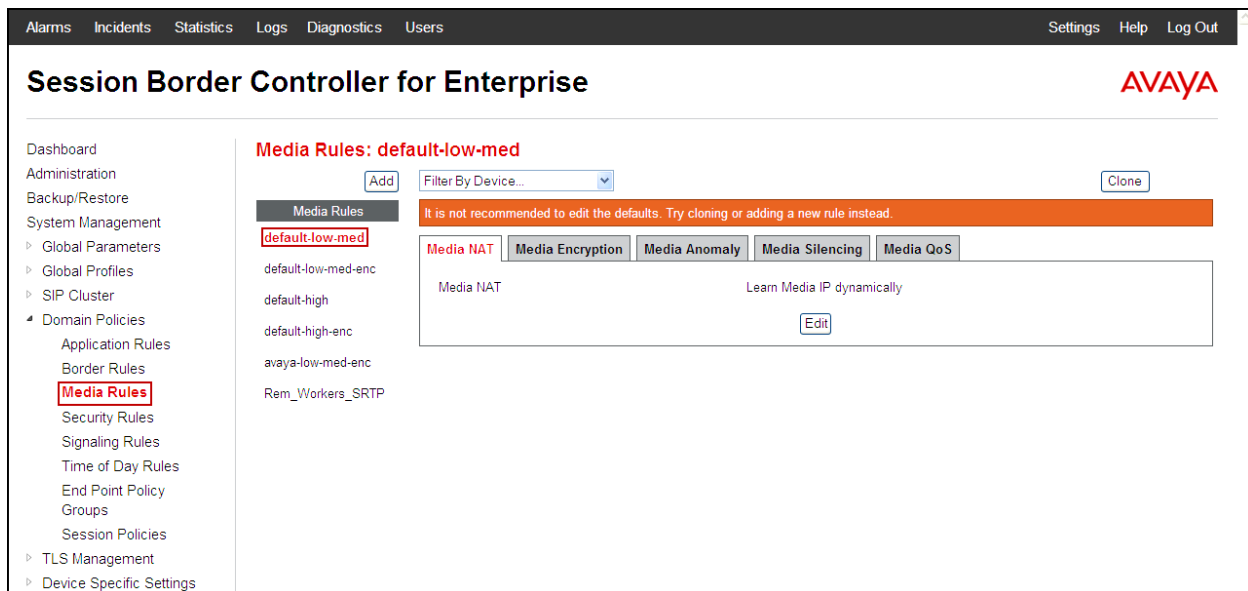 Alarms Incidents Statistics Logs Diagnostics Users Settings Help Log Out
Session Border Controller for Enterprise
AVAYA
Dashboard
Administration
Backup/Restore
System Management
Global Parameters
Global Profiles
SIP Cluster
Domain Policies
Application Rules
Border Rules
Media Rules
Security Rules
Signaling Rules
Time of Day Rules
End Point Policy
Groups
Session Policies
TLS Management
Device Specific Settings
Media Rules: default-low-med
Add Filter By Device... Clone
Media Rules
default-low-med
default-low-med-enc
default-high
default-high-enc
avaya-low-med-enc
Rem_Workers_SRTP
It is not recommended to edit the defaults. Try cloning or adding a new rule instead.
Media NAT Media Encryption Media Anomaly Media Silencing Media QoS
Media NAT Learn Media IP dynamically
Edit